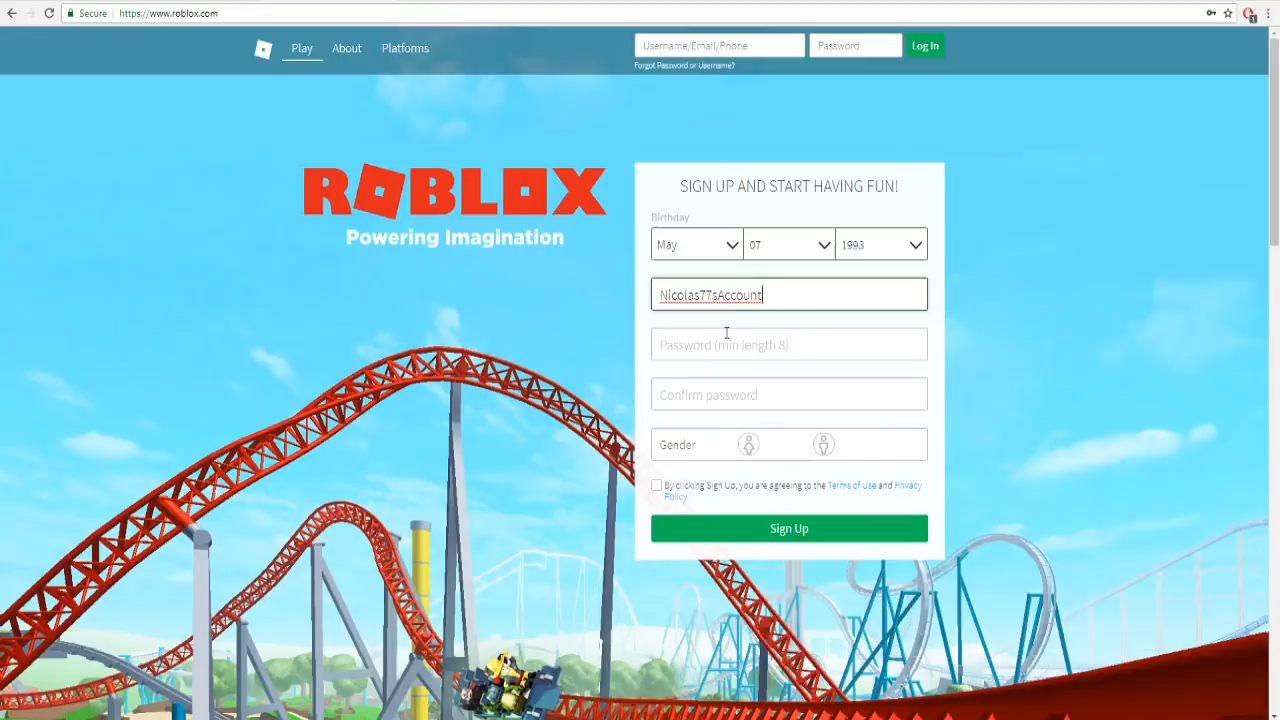 Secure https://www.roblox.com
Play About Platforms
Username/Email/Phone Password Log In
Forgot Password or Username?
ROBLOX
Powering Imagination
SIGN UP AND START HAVING FUN!
Birthday
May 07 1993
Nicolas77sAccount
Password (min length 8)
Confirm password
Gender
By clicking Sign Up, you are agreeing to the Terms of Use and Privacy
Policy
Sign Up